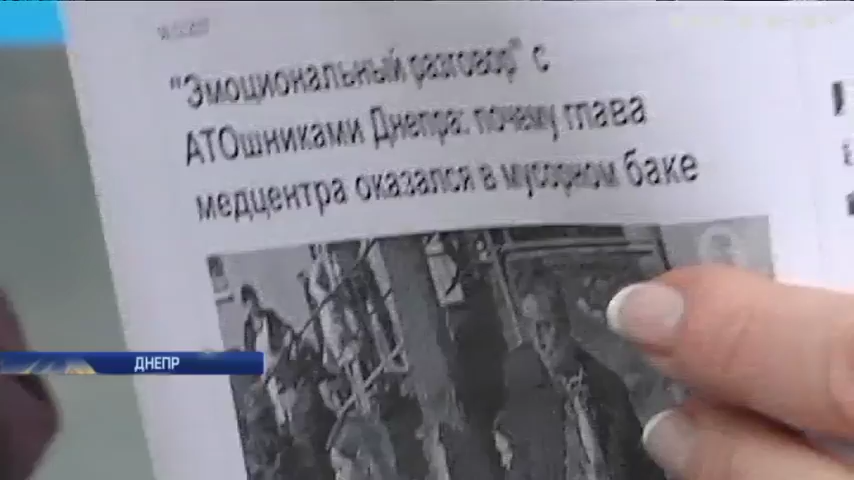 "Эмоциональный разговор" с
АТОшниками Днепра: почему глава
медцентра оказался в мусорном баке
ДНЕПР